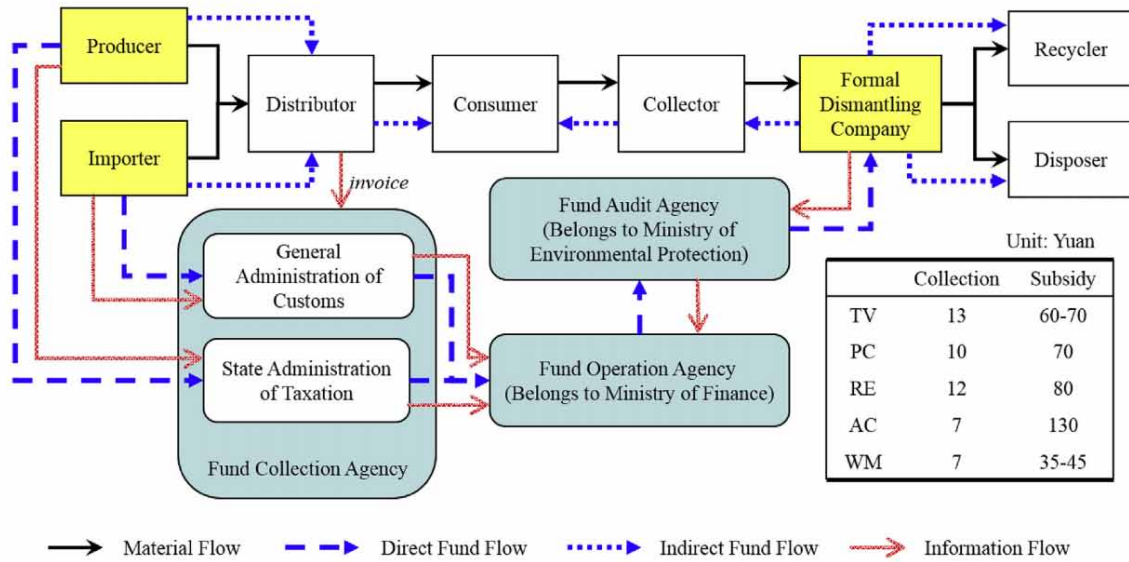 Producer
Importer
Distributor
Consumer
Collector
Formal
Dismantling
Company
Recycler
Disposer
invoice
General
Administration of
Customs
State Administration
of Taxation
Fund Collection Agency
Fund Audit Agency
(Belongs to Ministry of
Environmental Protection)
Fund Operation Agency
(Belongs to Ministry of Finance)
Unit: Yuan
Collection Subsidy
TV 13 60-70
PC 10 70
RE 12 80
AC 7 130
WM 7 35-45
Material Flow
Direct Fund Flow
Indirect Fund Flow
Information Flow